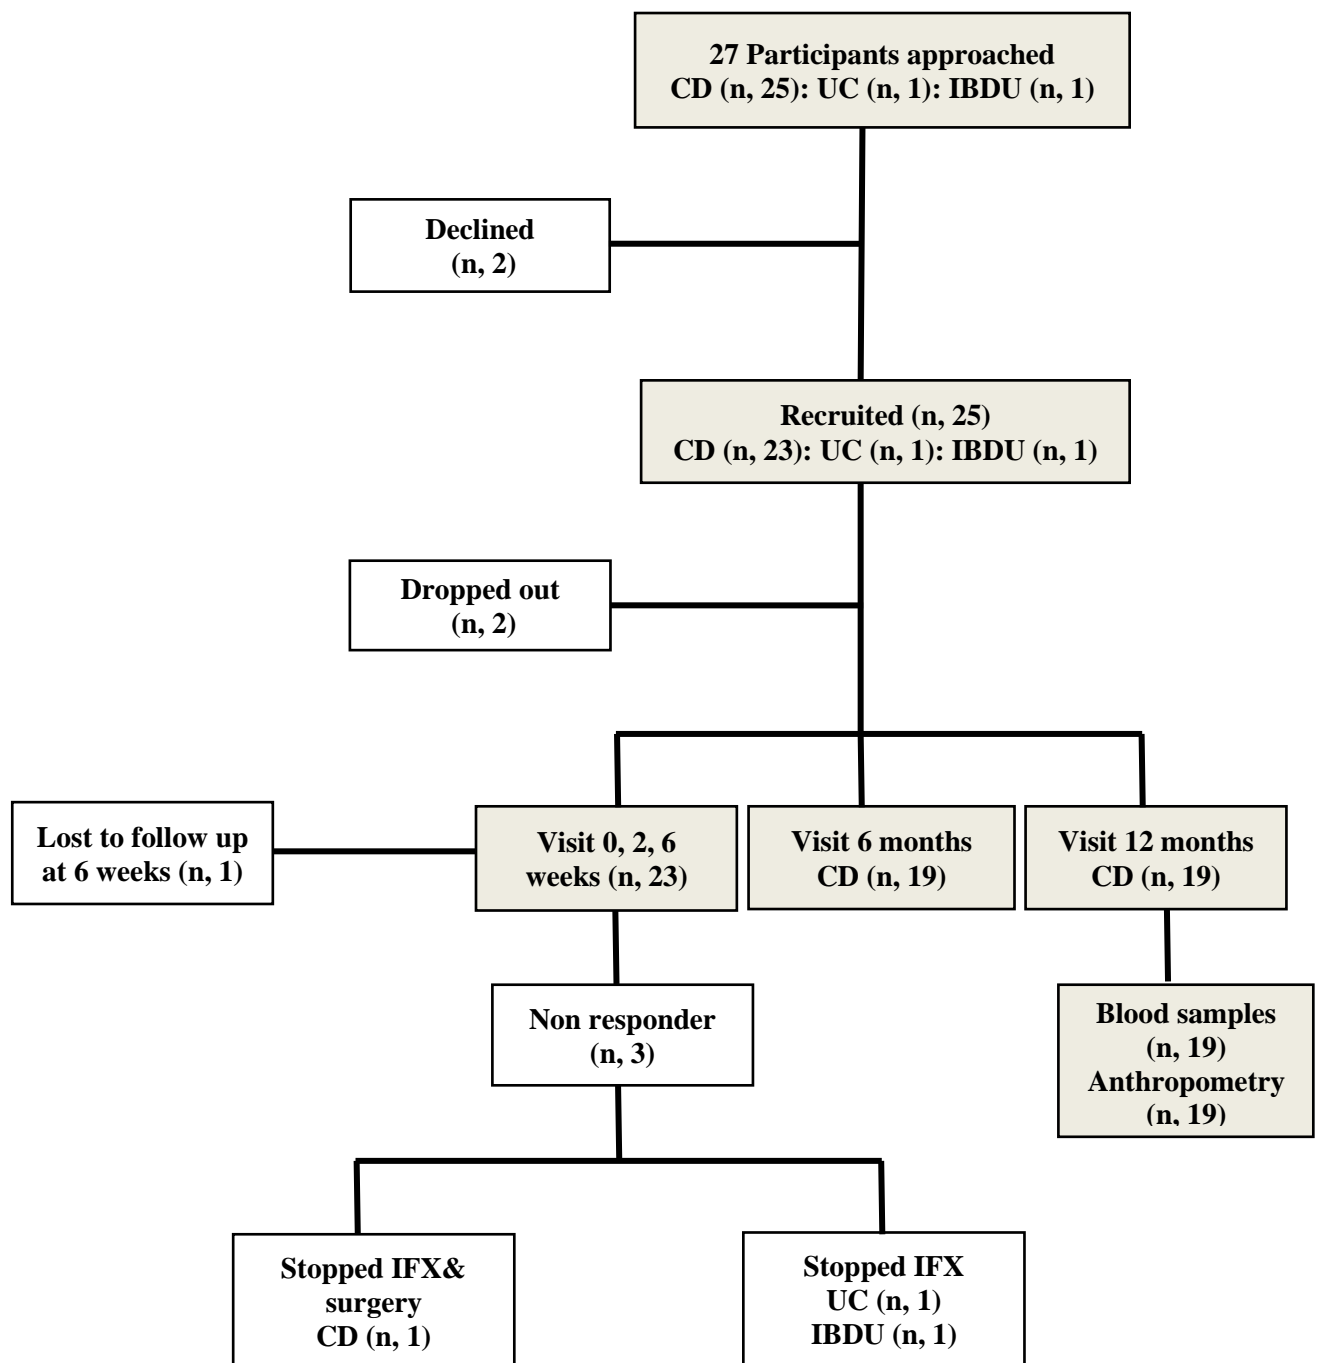 27 Participants approached
CD (n, 25): UC (n, 1): IBDU (n, 1)
Declined
(n, 2)
Recruited (n, 25)
CD (n, 23): UC (n, 1): IBDU (n, 1)
Dropped out
(n, 2)
Lost to follow up
at 6 weeks (n, 1)
Visit 0, 2, 6
weeks (n, 23)
Visit 6 months
CD (n, 19)
Visit 12 months
CD (n, 19)
Non responder
(n, 3)
Blood samples
(n, 19)
Anthropometry
(n, 19)
Stopped IFX&
surgery
CD (n, 1)
Stopped IFX
UC (n, 1)
IBDU (n, 1)